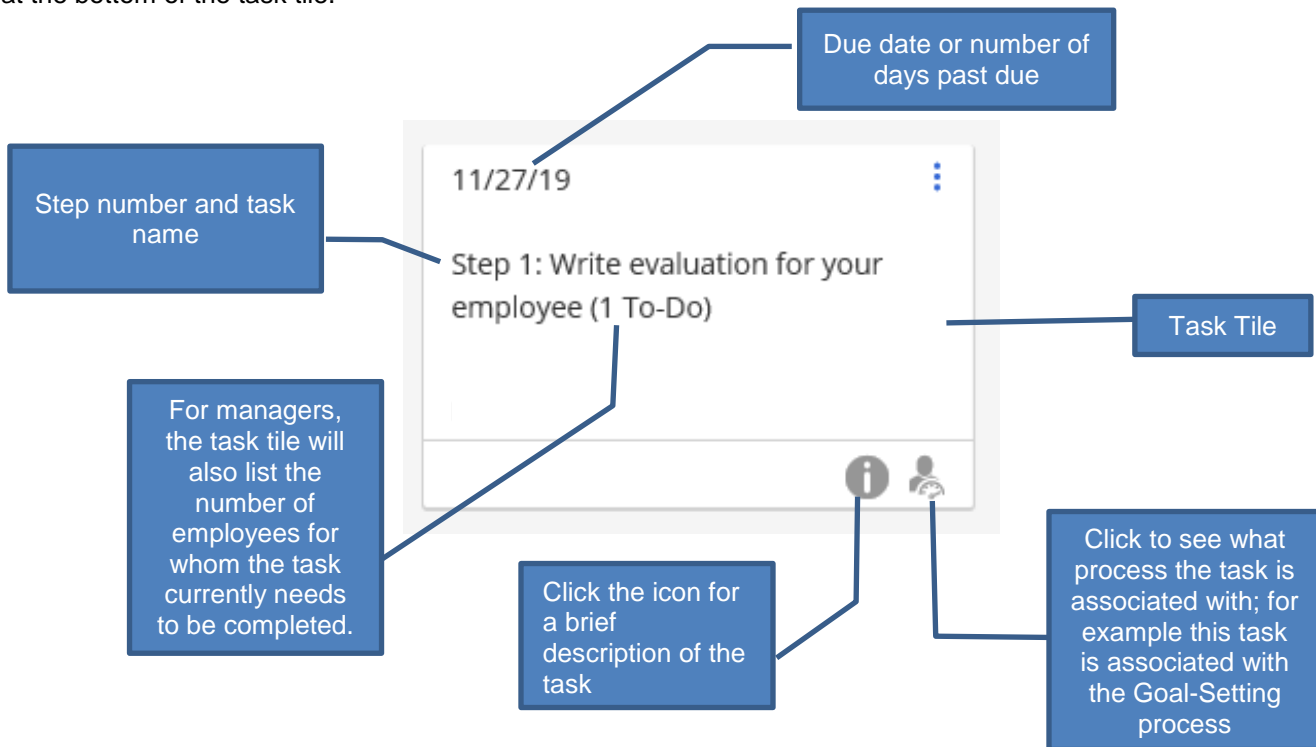 at the bottom of the task tile.
Due date or number of
days past due
11/27/19
Step number and task
name
Step 1: Write evaluation for your
employee (1 To-Do)
Task Tile
For managers,
the task tile will
also list the
number of
employees for
whom the task
currently needs
to be completed.
Click the icon for
a brief
description of the
task
Click to see what
process the task is
associated with; for
example this task
is associated with
the Goal-Setting
process